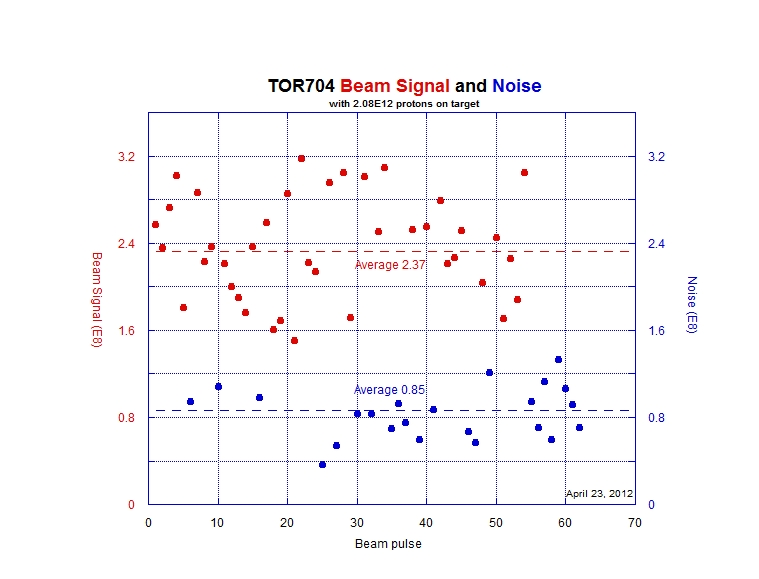 TOR704 Beam Signal and Noise
with 2.08E12 protons on target
3.2
2.4
1.6
0.8
0
Beam Signal (E8)
Average 2.37
Average 0.85
April 23, 2012
3.2
2.4
1.6
0.8
0
Noise (E8)
0 10 20 30 40 50 60 70
Beam pulse